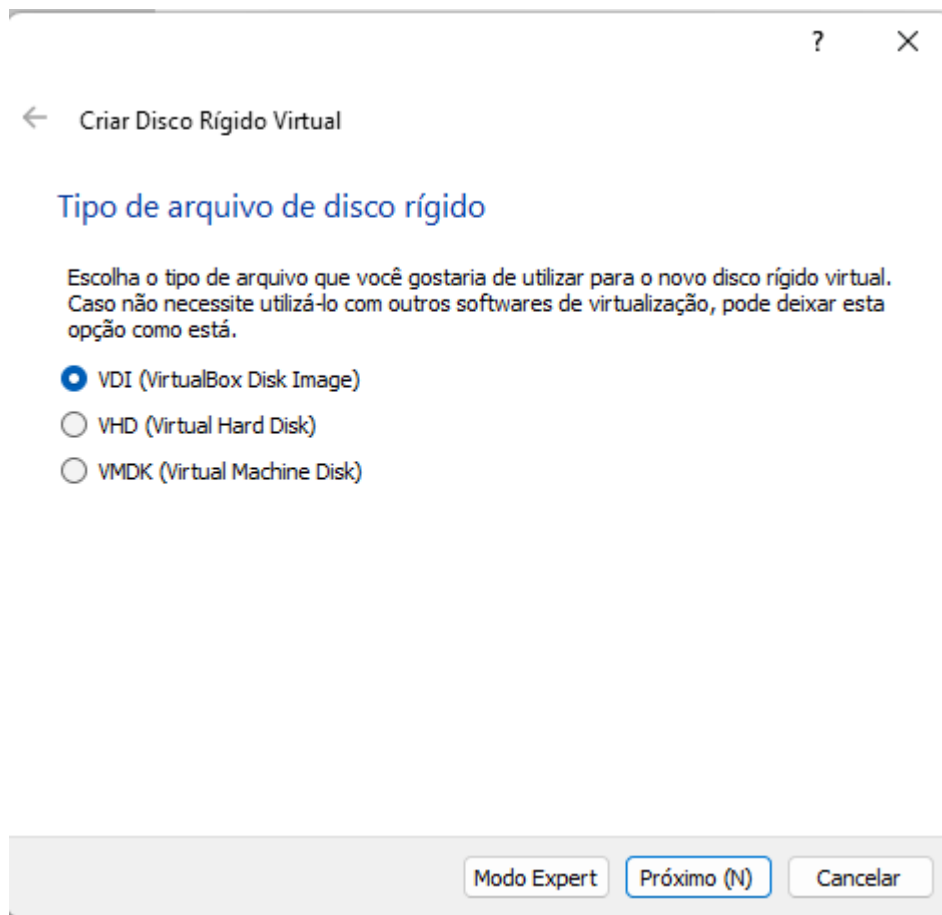 ?
Criar Disco Rígido Virtual
Tipo de arquivo de disco rígido
Escolha o tipo de arquivo que você gostaria de utilizar para o novo disco rígido virtual.
Caso não necessite utilizá-lo com outros softwares de virtualização, pode deixar esta
opção como está.
VDI (VirtualBox Disk Image)
VHD (Virtual Hard Disk)
VMDK (Virtual Machine Disk)
Modo Expert Próximo (N) Cancelar